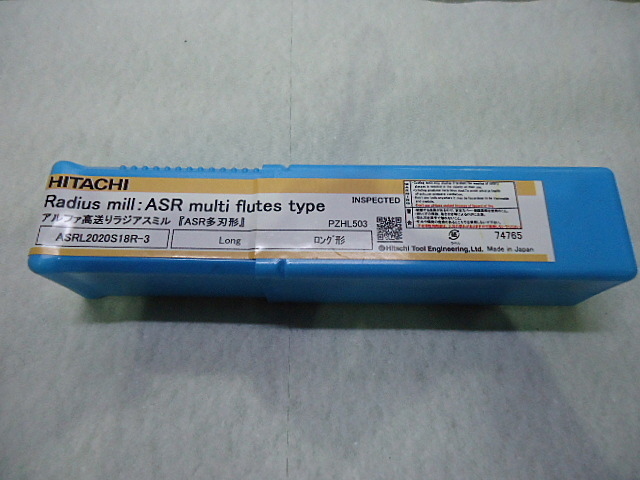 HITACHI
Radius mill:ASR multi flutes type
INSPECTED
アルファ高送りラジアスミル『ASR多刃形』
PZHL503
ASRL2020S18R-3
Long
ロング形
©Hitachi Tool Engineering,Ltd.
Made in Japan
74765